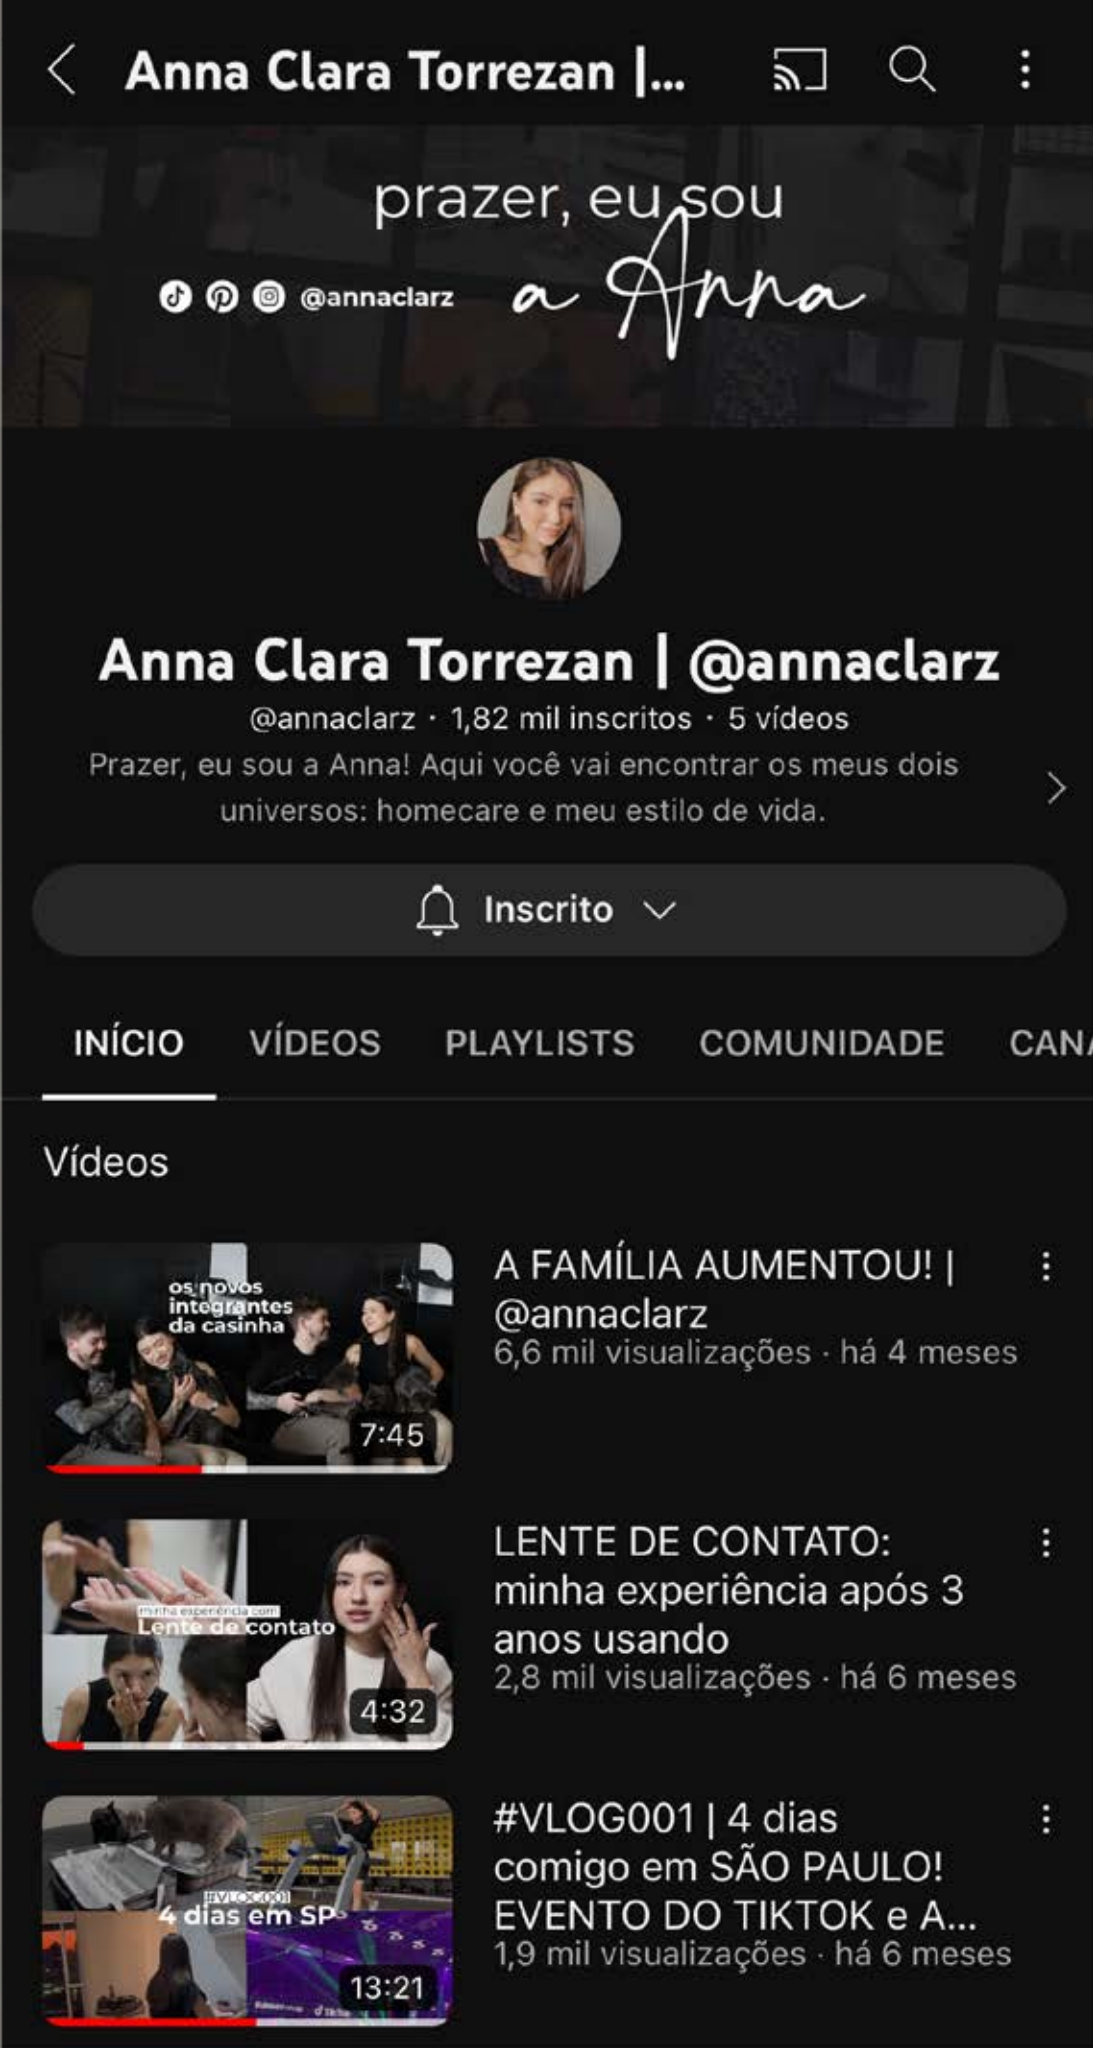 Anna Clara Torrezan |...
prazer, eu sou
a Anna
@annaclarz
Anna Clara Torrezan | @annaclarz
@annaclarz · 1,82 mil inscritos · 5 vídeos
Prazer, eu sou a Anna! Aqui você vai encontrar os meus dois
universos: homecare e meu estilo de vida.
Inscrito
INÍCIO VÍDEOS PLAYLISTS COMUNIDADE CANA
Vídeos
os novos
integrantes
da casinha
7:45
A FAMÍLIA AUMENTOU! |
@annaclarz
6,6 mil visualizações · há 4 meses
minha experiência com
Lente de contato
4:32
LENTE DE CONTATO:
minha experiência após 3
anos usando
2,8 mil visualizações · há 6 meses
#VLOG001
4 dias em SP
13:21
#VLOG001 | 4 dias
comigo em SÃO PAULO!
EVENTO DO TIKTOK e A...
1,9 mil visualizações · há 6 meses